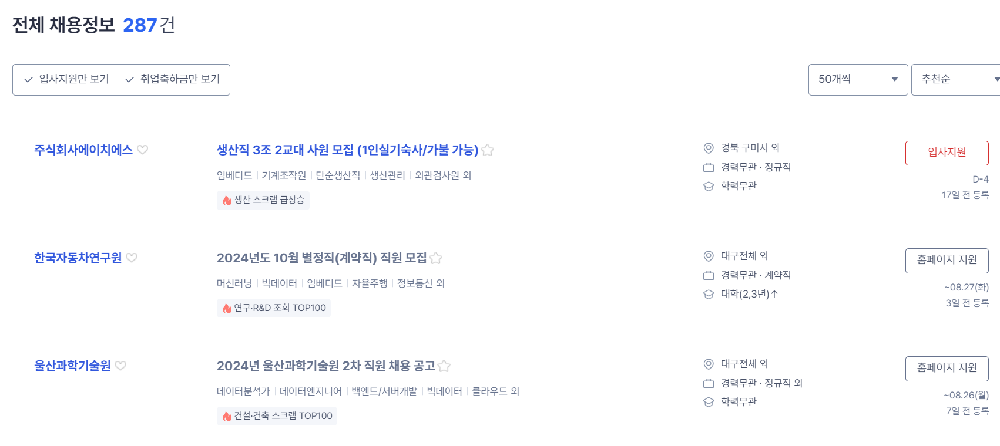 전체 채용정보 287건
입사지원만 보기 취업축하금만 보기 50개씩 추천순
주식회사에이치에스
생산직 3조 2교대 사원 모집 (1인실기숙사/가불 가능)
임베디드 | 기계조작원 | 단순생산직 | 생산관리 | 외관검사원 외
생산 스크랩 급상승
경북 구미시 외
경력무관 · 정규직
학력무관
입사지원
D-4
17일 전 등록
한국자동차연구원
2024년도 10월 별정직(계약직) 직원 모집
머신러닝 | 빅데이터 | 임베디드 | 자율주행 | 정보통신 외
연구·R&D 조회 TOP100
대구전체 외
경력무관 · 계약직
대학(2,3년)↑
홈페이지 지원
~08.27(화)
3일 전 등록
울산과학기술원
2024년 울산과학기술원 2차 직원 채용 공고
데이터분석가 | 데이터엔지니어 | 백엔드/서버개발 | 빅데이터 | 클라우드 외
건설·건축 스크랩 TOP100
대구전체 외
경력무관 · 정규직 외
학력무관
홈페이지 지원
~08.26(월)
7일 전 등록